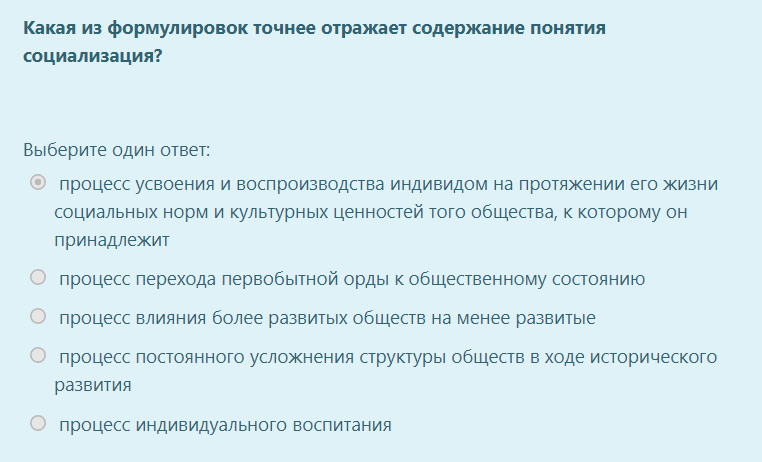 Какая из формулировок точнее отражает содержание понятия
социализация?
Выберите один ответ:
процесс усвоения и воспроизводства индивидом на протяжении его жизни
социальных норм и культурных ценностей того общества, к которому он
принадлежит
процесс перехода первобытной орды к общественному состоянию
процесс влияния более развитых обществ на менее развитые
процесс постоянного усложнения структуры обществ в ходе исторического
развития
процесс индивидуального воспитания